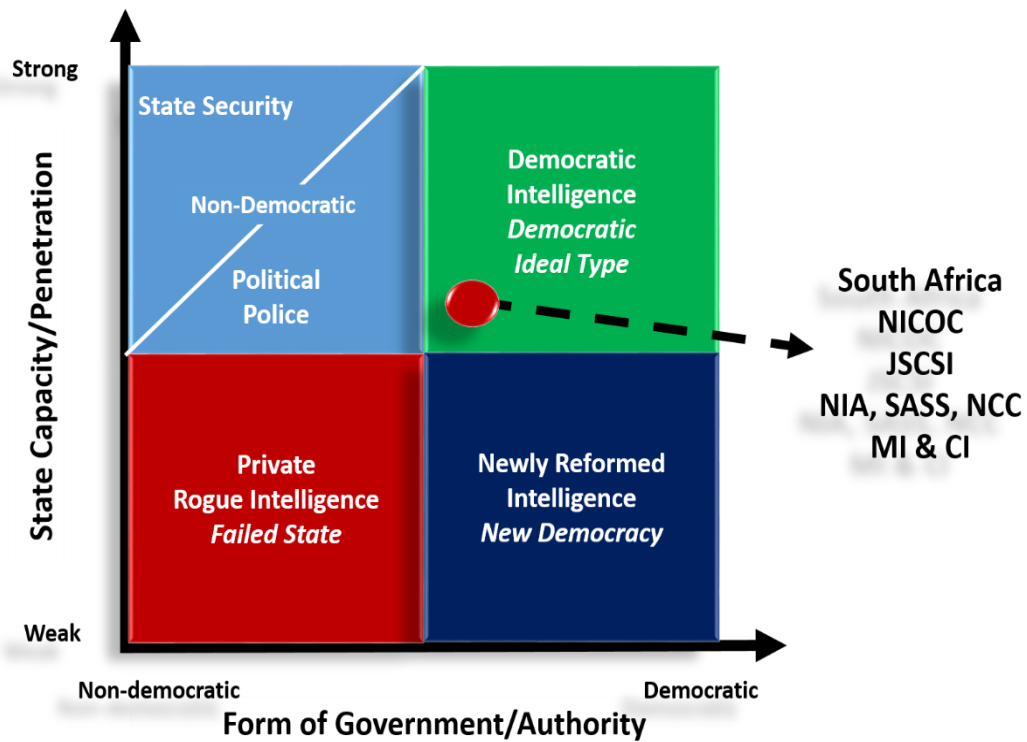 Strong
State Capacity/Penetration
Weak
State Security
Non-Democratic
Political
Police
Democratic
Intelligence
Democratic
Ideal Type
Private
Rogue Intelligence
Failed State
Newly Reformed
Intelligence
New Democracy
South Africa
NICOC
JSCSI
NIA, SASS, NCC
MI & CI
Non-democratic
Democratic
Form of Government/Authority